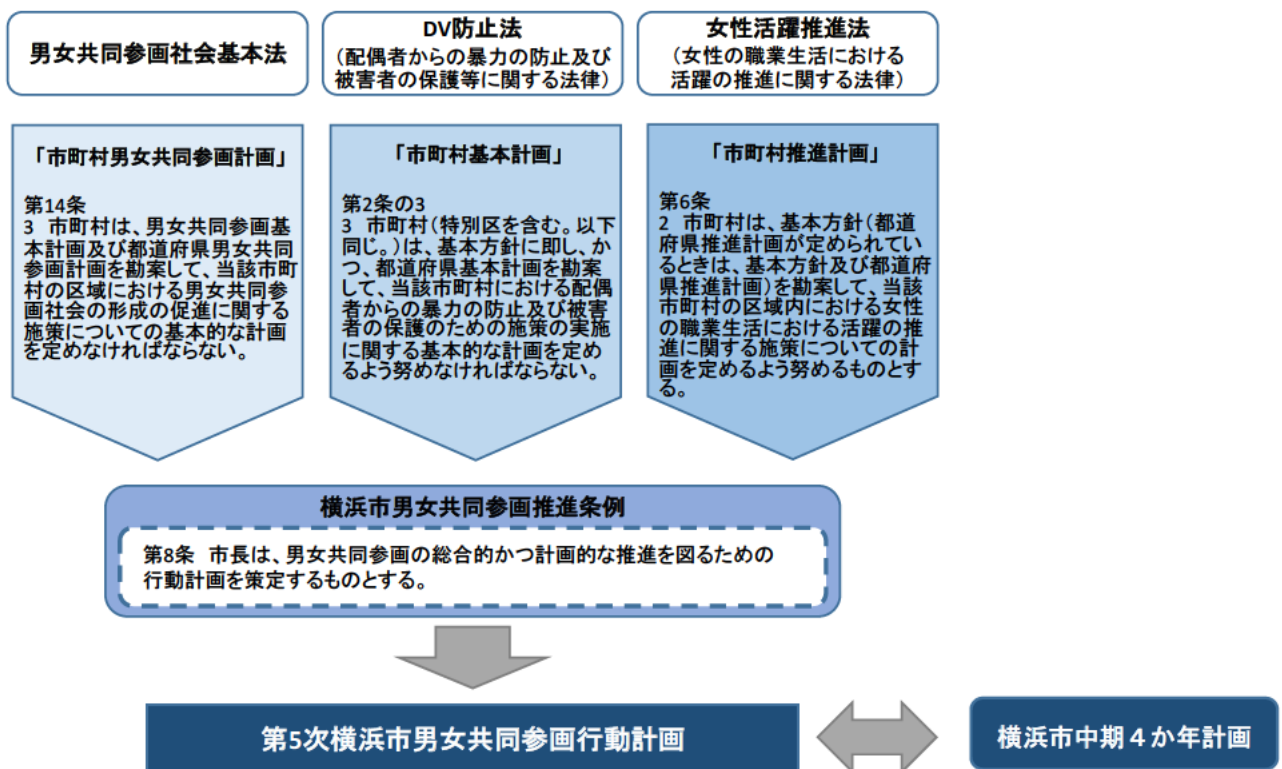 男女共同参画社会基本法
DV防止法
(配偶者からの暴力の防止及び
被害者の保護等に関する法律)
女性活躍推進法
(女性の職業生活における
活躍の推進に関する法律)
「市町村男女共同参画計画」
第14条
3 市町村は、男女共同参画基
本計画及び都道府県男女共同
参画計画を勘案して、当該市町
村の区域における男女共同参
画社会の形成の促進に関する
施策についての基本的な計画
を定めなければならない。
「市町村基本計画」
第2条の3
3 市町村(特別区を含む。以下
同じ。)は、基本方針に即し、か
つ、都道府県基本計画を勘案
して、当該市町村における配偶
者からの暴力の防止及び被害
者の保護のための施策の実施
に関する基本的な計画を定め
るよう努めなければならない。
「市町村推進計画」
第6条
2 市町村は、基本方針(都道
府県推進計画が定められてい
るときは、基本方針及び都道府
県推進計画)を勘案して、当該
市町村の区域内における女性
の職業生活における活躍の推
進に関する施策についての計
画を定めるよう努めるものとす
る。
横浜市男女共同参画推進条例
第8条 市長は、男女共同参画の総合的かつ計画的な推進を図るための
行動計画を策定するものとする。
第5次横浜市男女共同参画行動計画
横浜市中期4か年計画